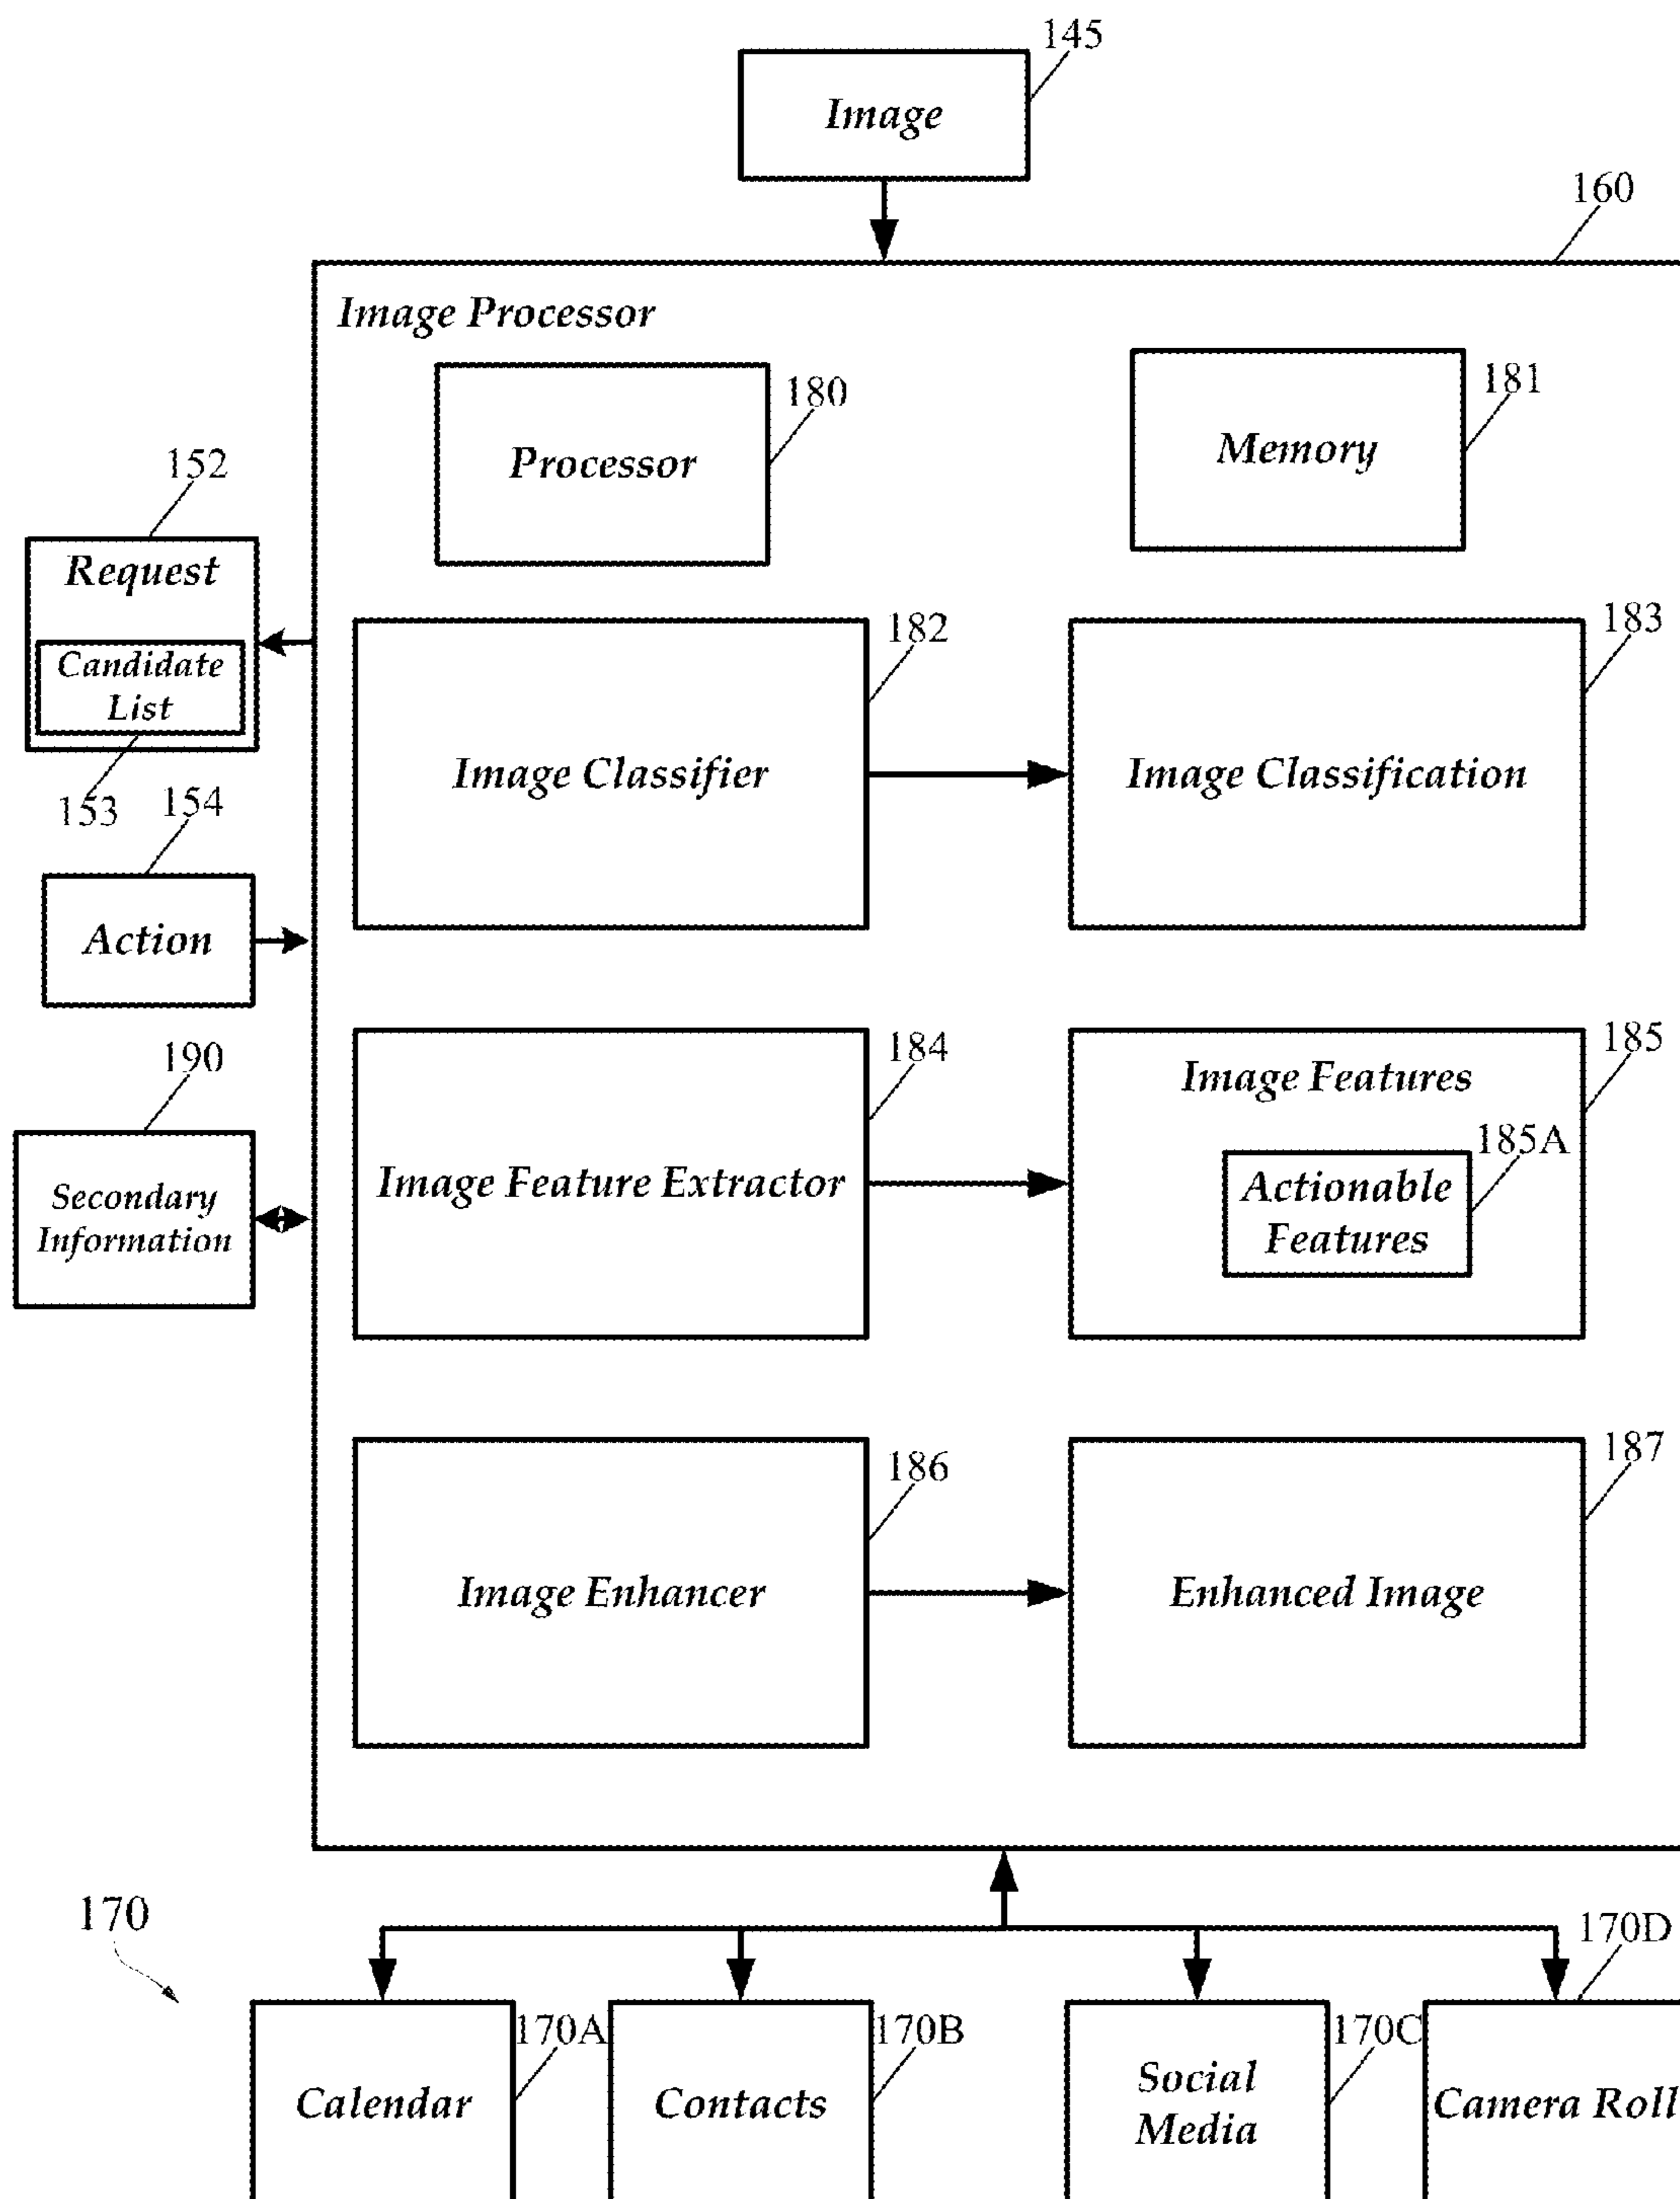 145
Image
160
Image Processor
180
181
Processor
Memory
152
Request
Candidate
List
153
154
Action
190
Secondary
Information
182
183
Image Classifier
Image Classification
184
185
Image Features
185A
Image Feature Extractor
Actionable
Features
186
187
Image Enhancer
Enhanced Image
170
170D
170A
170B
170C
Calendar
Contacts
Social
Media
Camera Roll